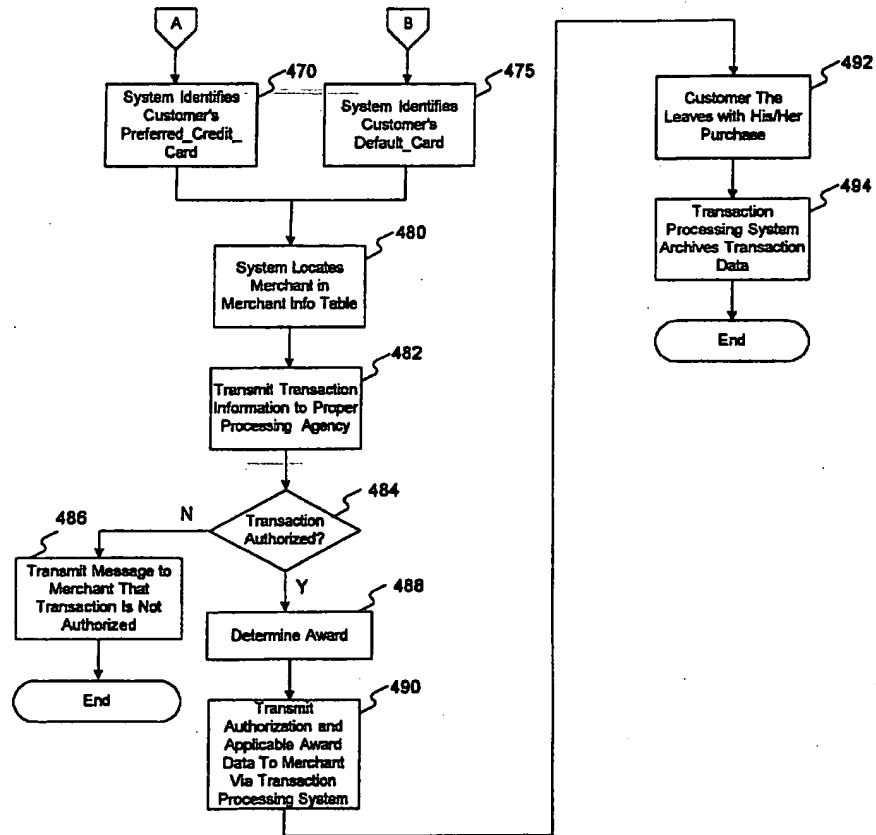 A
B
470
System Identifies
Customer's
Preferred_Credit_
Card
475
System Identifies
Customer's
Default_Card
480
System Locates
Merchant in
Merchant Info Table
482
Transmit Transaction
Information to Proper
Processing Agency
484
Transaction
Authorized?
N
Y
486
Transmit Message to
Merchant That
Transaction Is Not
Authorized
End
488
Determine Award
490
Transmit
Authorization and
Applicable Award
Data To Merchant
Via Transaction
Processing System
492
Customer The
Leaves with His/Her
Purchase
494
Transaction
Processing System
Archives Transaction
Data
End